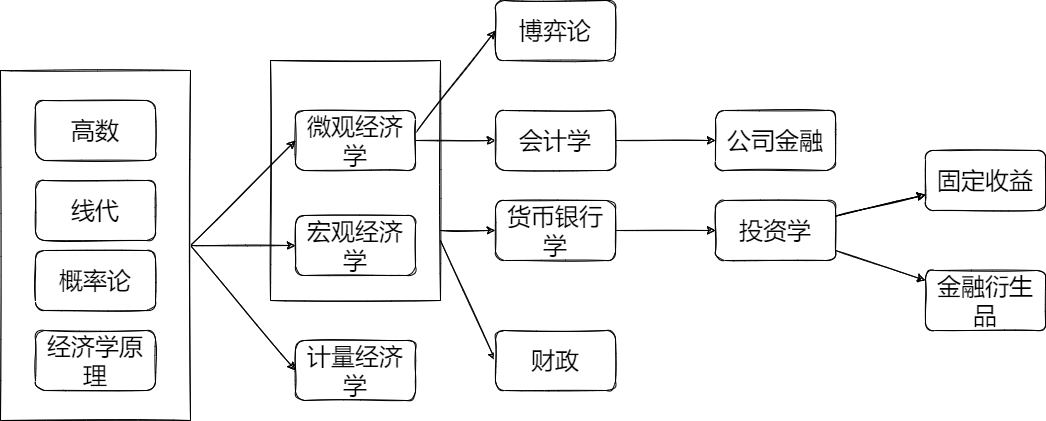 高数
线代
概率论
经济学原
理
微观经济
学
宏观经济
学
计量经济
学
博弈论
会计学
货币银行
学
财政
公司金融
投资学
固定收益
金融衍生
品